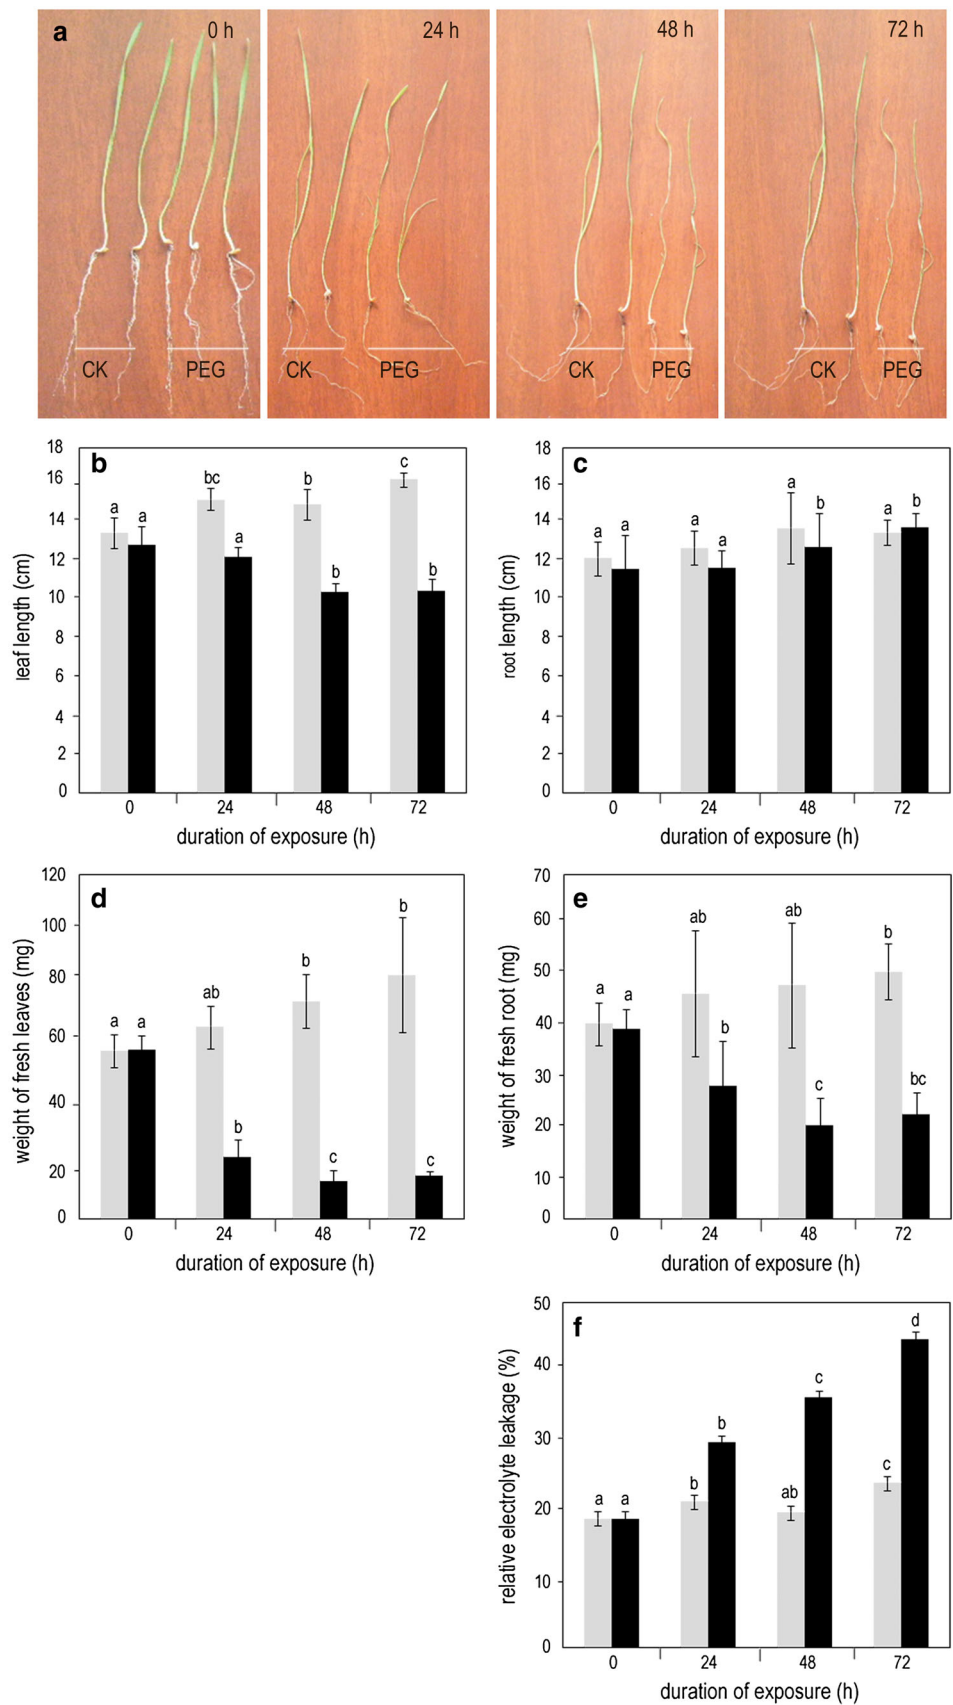 a
0 h
24 h
48 h
72 h
CK
PEG
CK
PEG
CK
PEG
CK
PEG
b
leaf length (cm)
18
16
14
12
10
8
6
4
2
0
a
a
bc
a
b
b
c
b
0
24
48
72
duration of exposure (h)
c
root length (cm)
18
16
14
12
10
8
6
4
2
0
a
a
a
a
a
b
a
b
0
24
48
72
duration of exposure (h)
d
weight of fresh leaves (mg)
120
100
80
60
40
20
0
a
a
ab
b
b
c
b
c
0
24
48
72
duration of exposure (h)
e
weight of fresh root (mg)
70
60
50
40
30
20
10
0
a
a
ab
b
ab
c
b
bc
0
24
48
72
duration of exposure (h)
f
relative electrolyte leakage (%)
50
40
30
20
10
0
a
a
b
b
ab
c
c
d
0
24
48
72
duration of exposure (h)